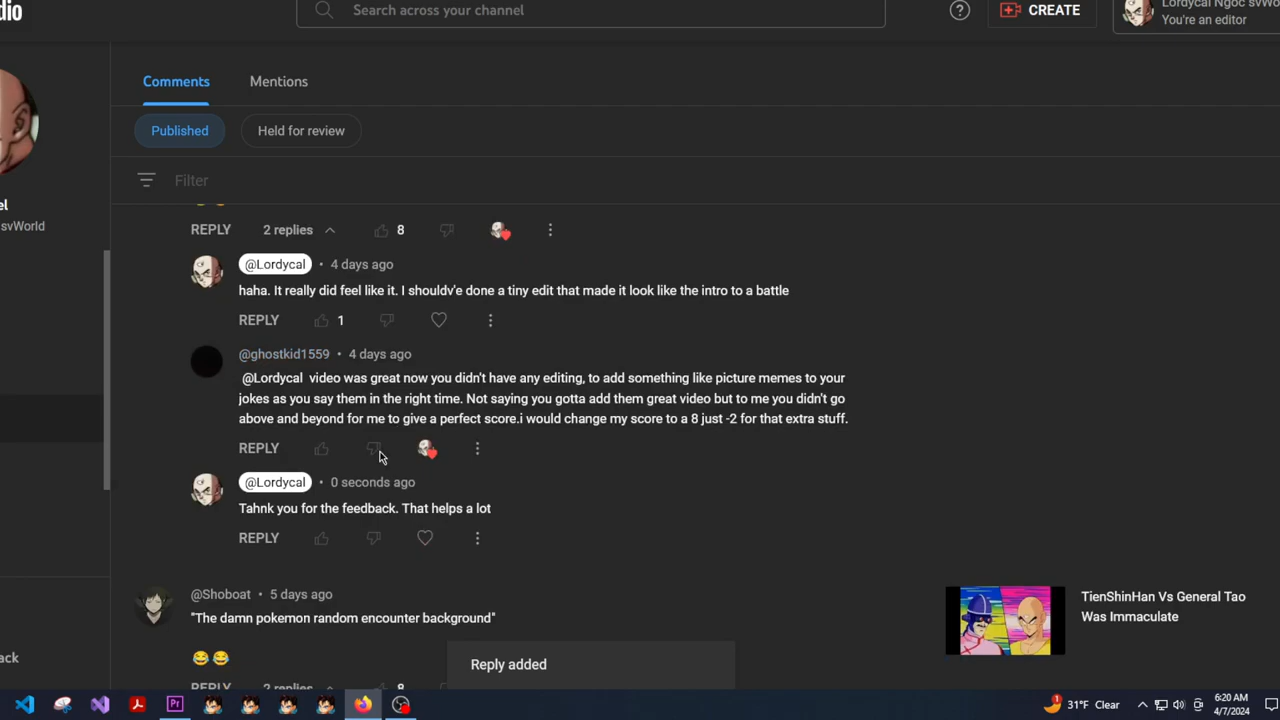 dio
Search across your channel
CREATE
Lordycal Ngoc svWo
You're an editor
Comments
Mentions
Published
Held for review
Filter
el
svWorld
REPLY 2 replies 8
@Lordycal • 4 days ago
haha. It really did feel like it. I shouldv'e done a tiny edit that made it look like the intro to a battle
REPLY 1
@ghostkid1559 • 4 days ago
@Lordycal video was great now you didn't have any editing, to add something like picture memes to your
jokes as you say them in the right time. Not saying you gotta add them great video but to me you didn't go
above and beyond for me to give a perfect score.i would change my score to a 8 just -2 for that extra stuff.
REPLY
@Lordycal • 0 seconds ago
Tahnk you for the feedback. That helps a lot
REPLY
@Shoboat • 5 days ago
"The damn pokemon random encounter background"
TienShinHan Vs General Tao
Was Immaculate
ack
Reply added
REPLY 2 replies 8
Pr
1
31°F Clear
6:20 AM
4/7/2024